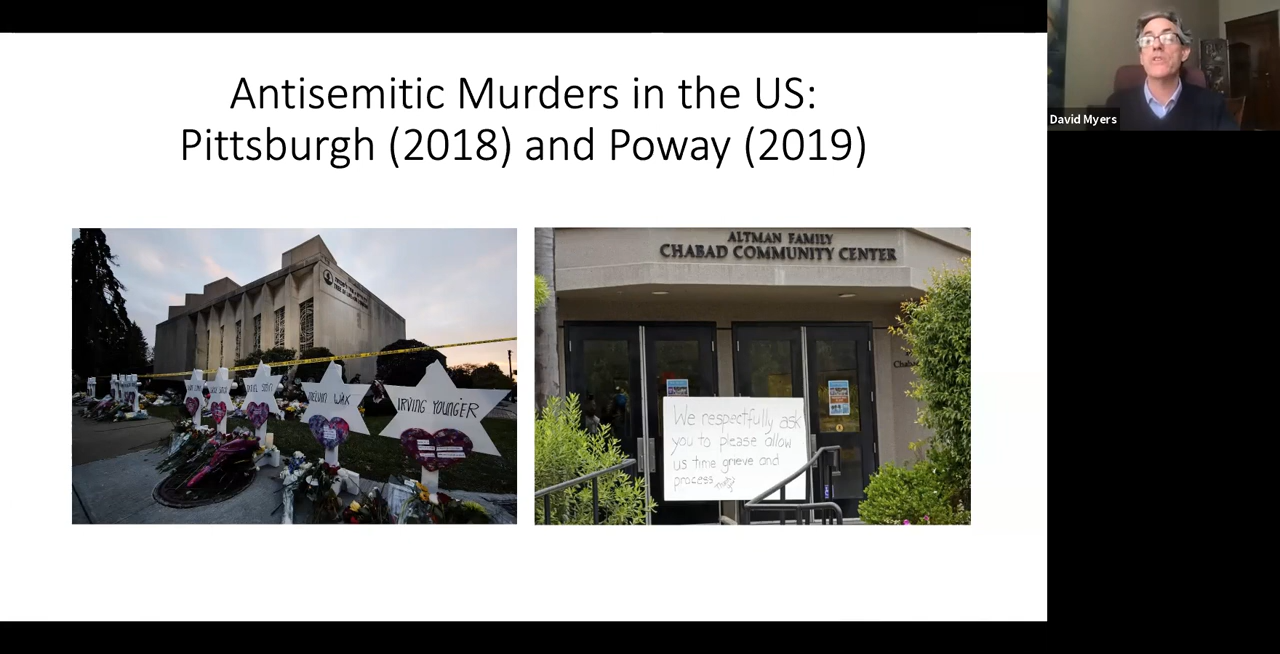 Antisemitic Murders in the US:
Pittsburgh (2018) and Poway (2019)
David Myers
MELVIN WAX
IRVING YOUNGER
ALTMAN FAMILY
CHABAD COMMUNITY CENTER
We respectfully ask
you to please allow
us time grieve and
process